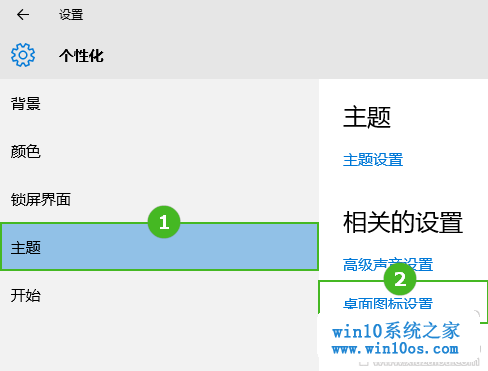 设置
个性化
背景
颜色
锁屏界面
主题
开始
1
主题
主题设置
相关的设置
高级声音设置
2
桌面图标设置
win10系统之家
www.win10os.com